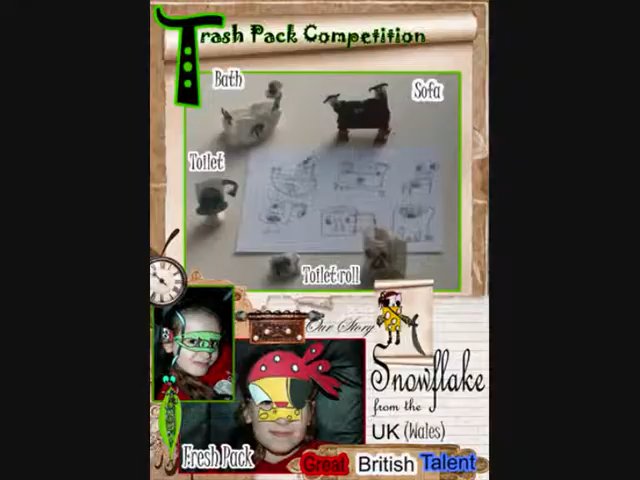 Trash Pack Competition
Bath
Sofa
Toilet
Toilet roll
Our Story
Snowflake
from the
UK (Wales)
Fresh Pack
Great British Talent